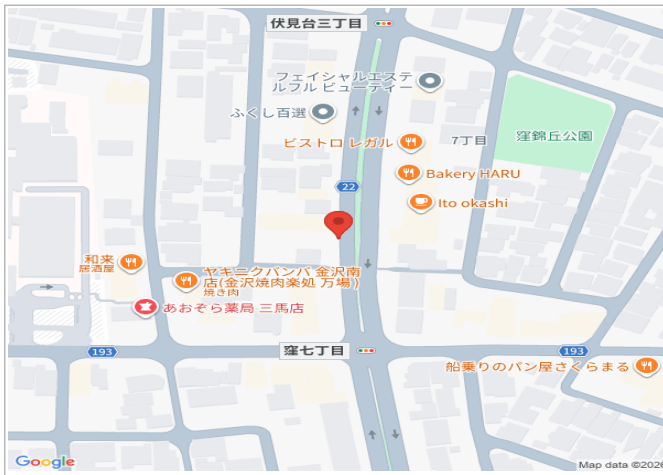 伏見台三丁目
フェイシャルエステ
ルフル ビューティー
ふくし百選
ビストロ レガル
7丁目
窪錦丘公園
Bakery HARU
22
Ito okashi
和来
居酒屋
ヤキニクバンバ 金沢南
店(金沢焼肉楽処 万場)
焼き肉
あおぞら薬局 三馬店
193
窪七丁目
193
船乗りのパン屋さくらまる
Google
Map data ©202